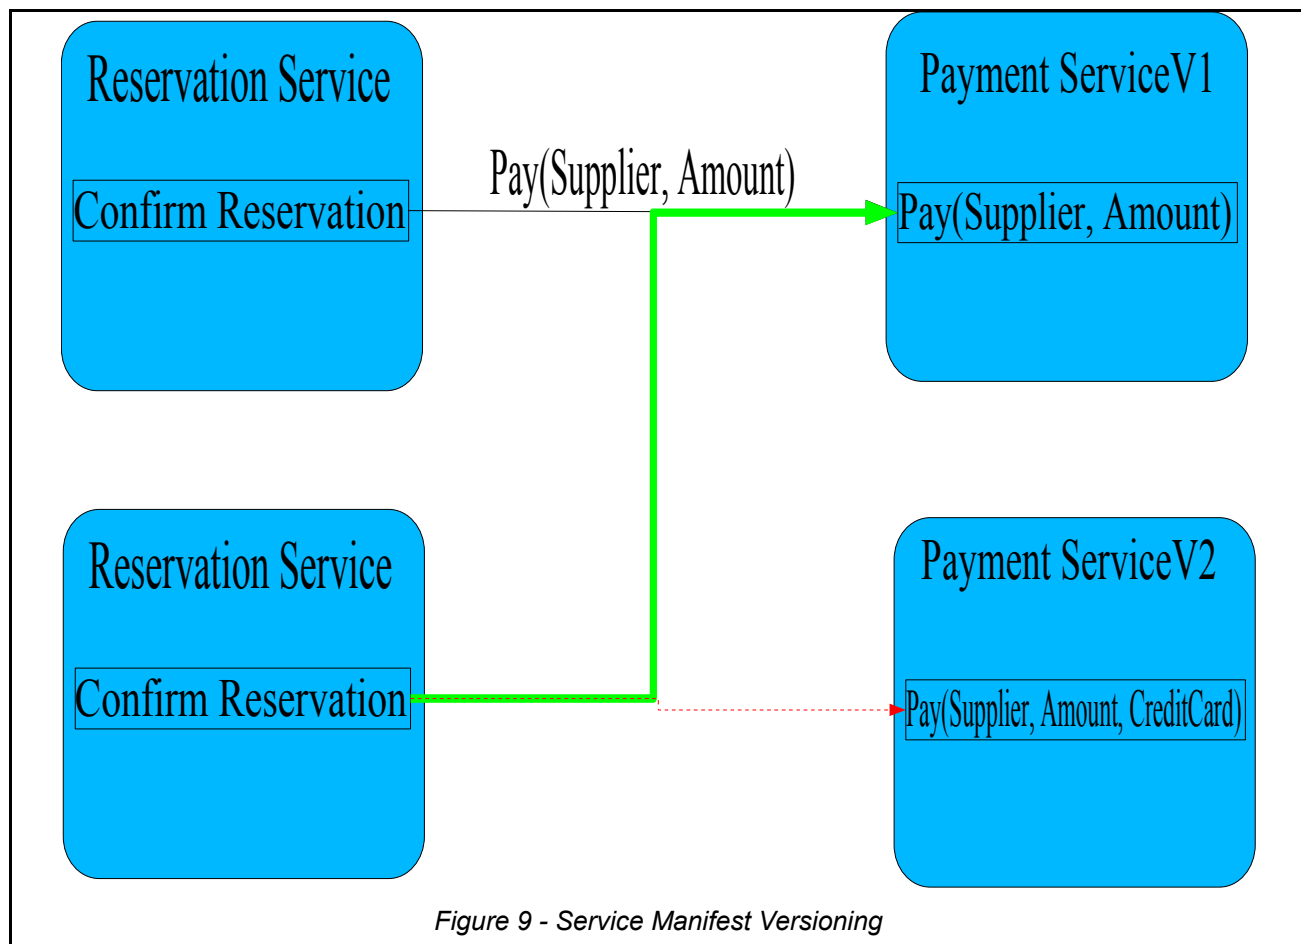 Reservation Service
Payment ServiceV1
Pay(Supplier, Amount)
Confirm Reservation
Pay(Supplier, Amount)
Reservation Service
Payment ServiceV2
Confirm Reservation
Pay(Supplier, Amount, CreditCard)
Figure 9 - Service Manifest Versioning